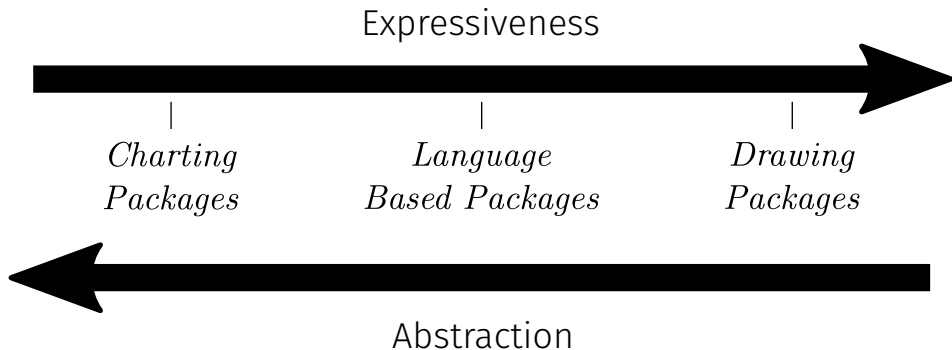 Expressiveness
Charting
Packages
Language
Based Packages
Drawing
Packages
Abstraction